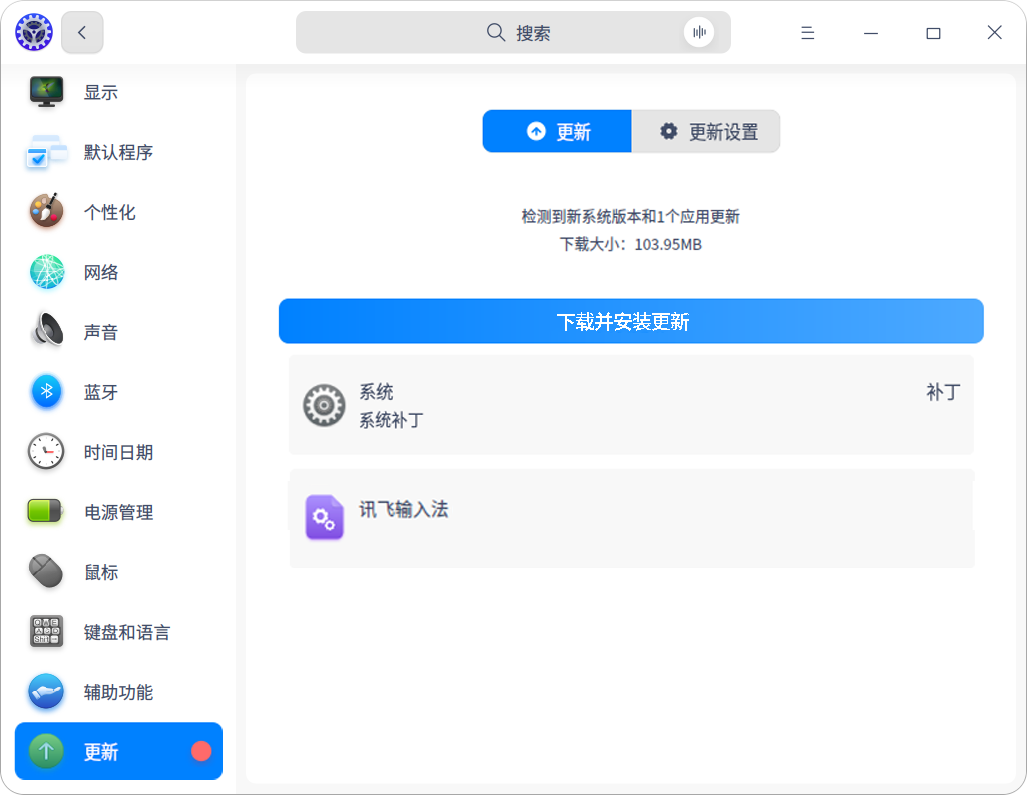 搜索
显示
默认程序
个性化
网络
声音
蓝牙
时间日期
电源管理
鼠标
键盘和语言
辅助功能
更新
更新
更新设置
检测到新系统版本和1个应用更新
下载大小：103.95MB
下载并安装更新
系统
补丁
系统补丁
讯飞输入法